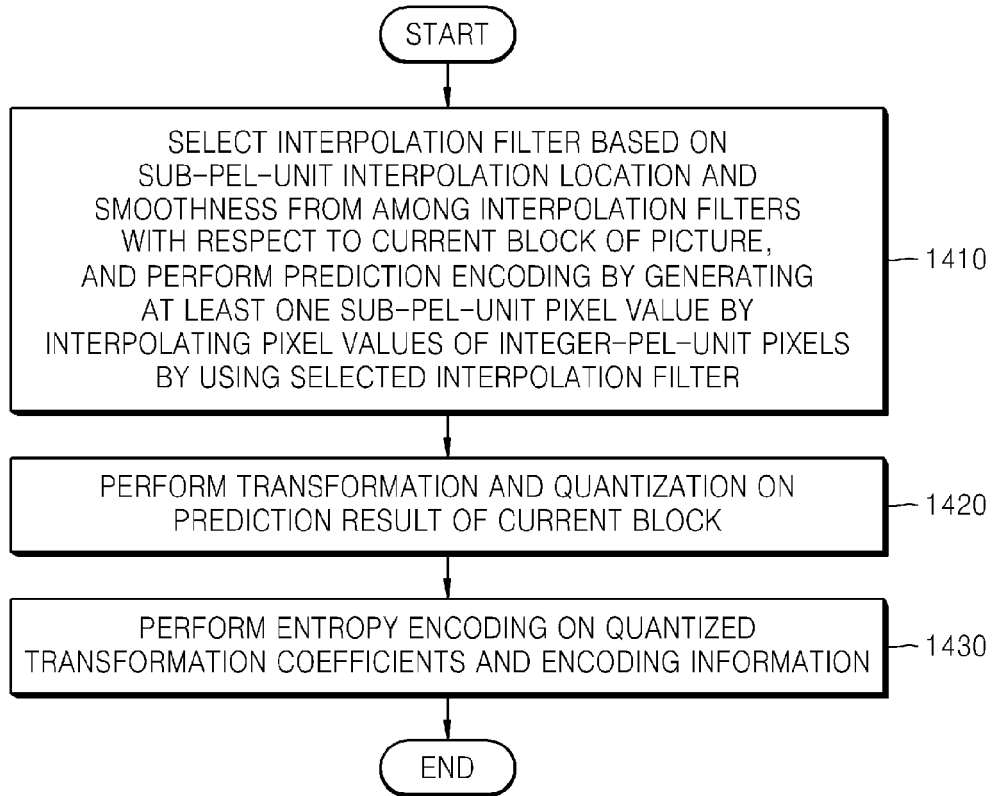 START
SELECT INTERPOLATION FILTER BASED ON
SUB-PEL-UNIT INTERPOLATION LOCATION AND
SMOOTHNESS FROM AMONG INTERPOLATION FILTERS
WITH RESPECT TO CURRENT BLOCK OF PICTURE,
AND PERFORM PREDICTION ENCODING BY GENERATING
AT LEAST ONE SUB-PEL-UNIT PIXEL VALUE BY
INTERPOLATING PIXEL VALUES OF INTEGER-PEL-UNIT PIXELS
BY USING SELECTED INTERPOLATION FILTER
1410
PERFORM TRANSFORMATION AND QUANTIZATION ON
PREDICTION RESULT OF CURRENT BLOCK
1420
PERFORM ENTROPY ENCODING ON QUANTIZED
TRANSFORMATION COEFFICIENTS AND ENCODING INFORMATION
1430
END